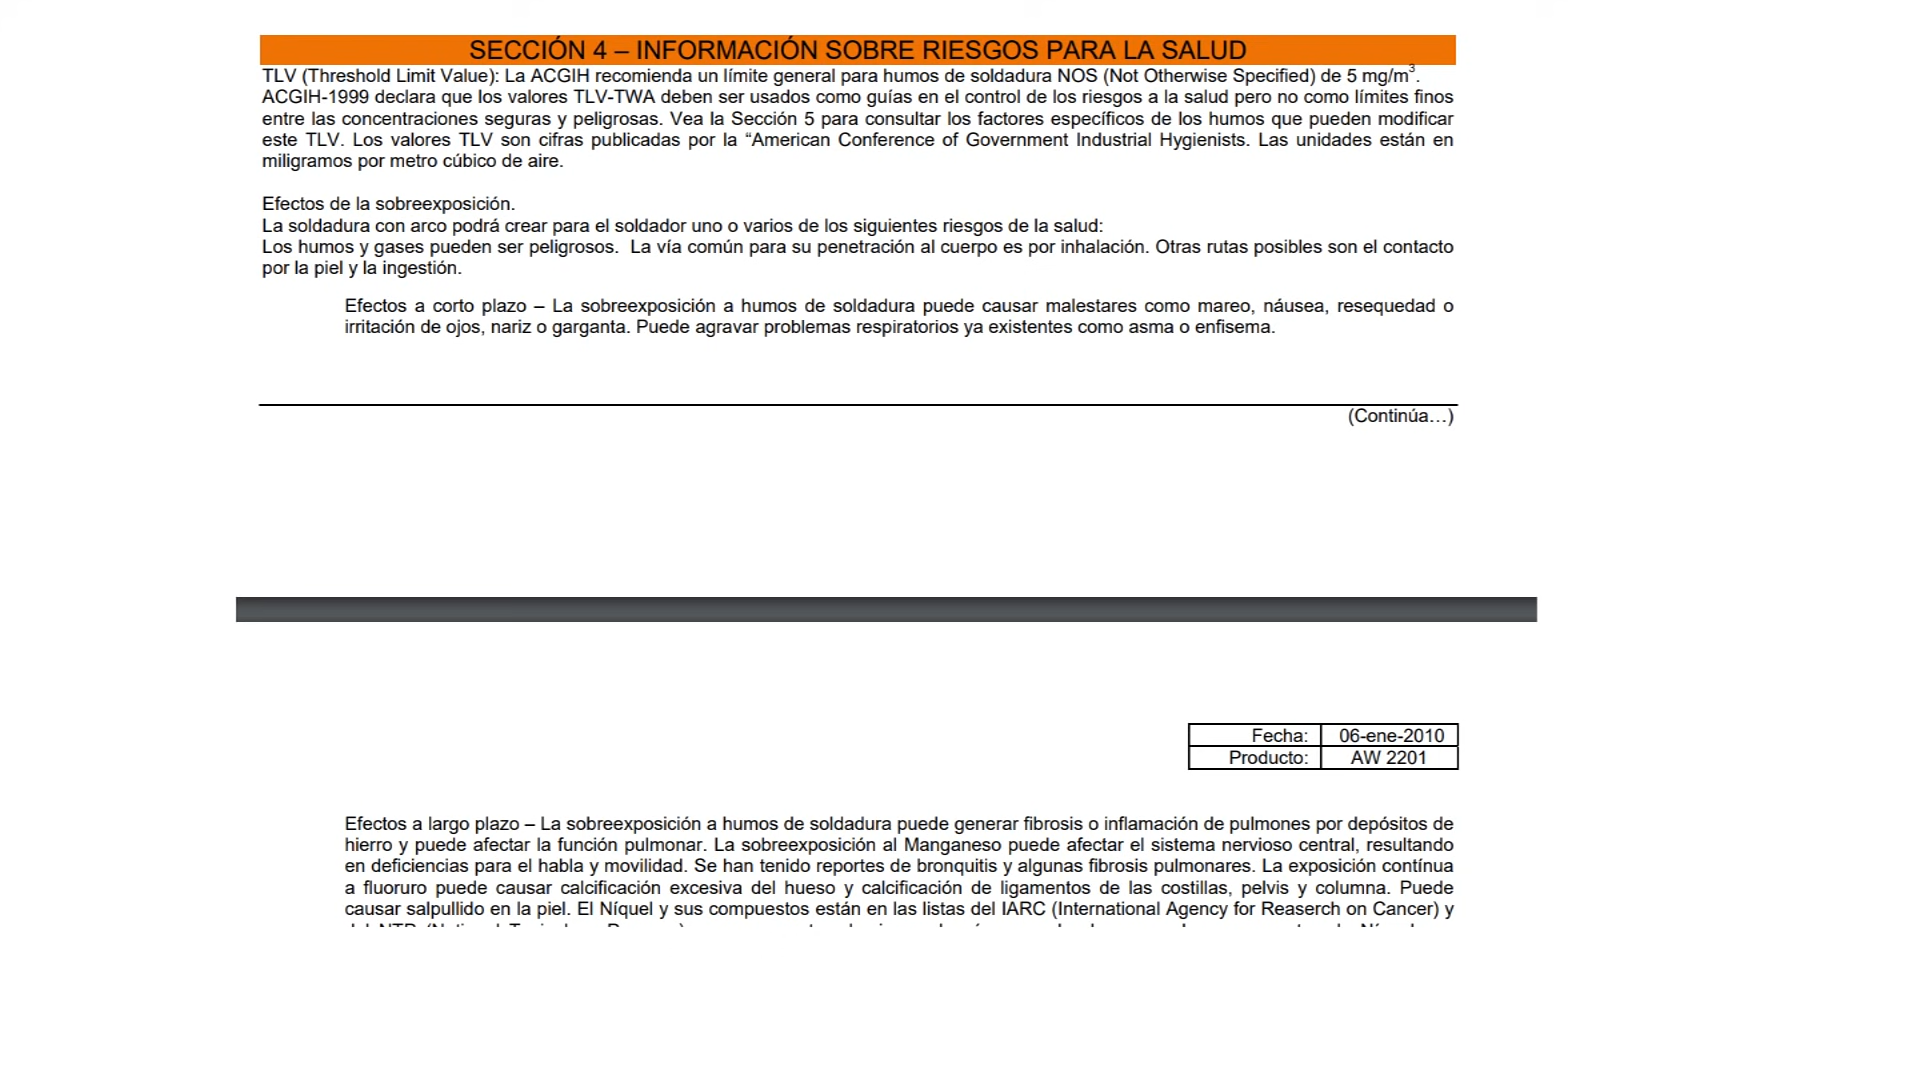 SECCIÓN 4 – INFORMACIÓN SOBRE RIESGOS PARA LA SALUD
TLV (Threshold Limit Value): La ACGIH recomienda un límite general para humos de soldadura NOS (Not Otherwise Specified) de 5 mg/m³.
ACGIH-1999 declara que los valores TLV-TWA deben ser usados como guías en el control de los riesgos a la salud pero no como límites finos
entre las concentraciones seguras y peligrosas. Vea la Sección 5 para consultar los factores específicos de los humos que pueden modificar
este TLV. Los valores TLV son cifras publicadas por la “American Conference of Government Industrial Hygienists. Las unidades están en
miligramos por metro cúbico de aire.
Efectos de la sobreexposición.
La soldadura con arco podrá crear para el soldador uno o varios de los siguientes riesgos de la salud:
Los humos y gases pueden ser peligrosos. La vía común para su penetración al cuerpo es por inhalación. Otras rutas posibles son el contacto
por la piel y la ingestión.
Efectos a corto plazo – La sobreexposición a humos de soldadura puede causar malestares como mareo, náusea, resequedad o
irritación de ojos, nariz o garganta. Puede agravar problemas respiratorios ya existentes como asma o enfisema.
(Continúa…)
Fecha: 06-ene-2010
Producto: AW 2201
Efectos a largo plazo – La sobreexposición a humos de soldadura puede generar fibrosis o inflamación de pulmones por depósitos de
hierro y puede afectar la función pulmonar. La sobreexposición al Manganeso puede afectar el sistema nervioso central, resultando
en deficiencias para el habla y movilidad. Se han tenido reportes de bronquitis y algunas fibrosis pulmonares. La exposición contínua
a fluoruro puede causar calcificación excesiva del hueso y calcificación de ligamentos de las costillas, pelvis y columna. Puede
causar salpullido en la piel. El Níquel y sus compuestos están en las listas del IARC (International Agency for Reaserch on Cancer) y